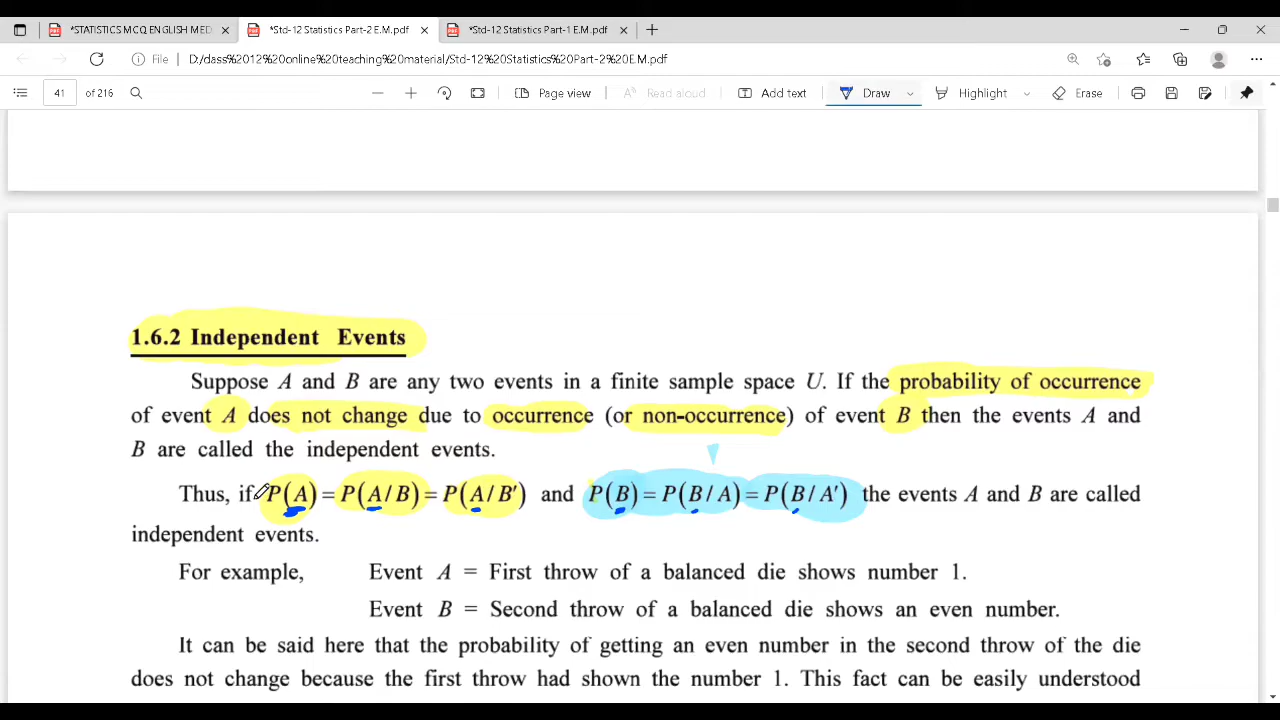 *STATISTICS MCQ ENGLISH MED
*Std-12 Statistics Part-2 E.M.pdf
*Std-12 Statistics Part-1 E.M.pdf
File
D:/class%2012%20online%20teaching%20material/Std-12%20Statistics%20Part-2%20E.M.pdf
41 of 216
Page view
Read aloud
Add text
Draw
Highlight
Erase
1.6.2 Independent Events
Suppose A and B are any two events in a finite sample space U. If the probability of occurrence
of event A does not change due to occurrence (or non-occurrence) of event B then the events A and
B are called the independent events.
Thus, if P(A) = P(A/B) = P(A/B′) and P(B) = P(B/A) = P(B/A′) the events A and B are called
independent events.
For example, Event A = First throw of a balanced die shows number 1.
Event B = Second throw of a balanced die shows an even number.
It can be said here that the probability of getting an even number in the second throw of the die
does not change because the first throw had shown the number 1. This fact can be easily understood